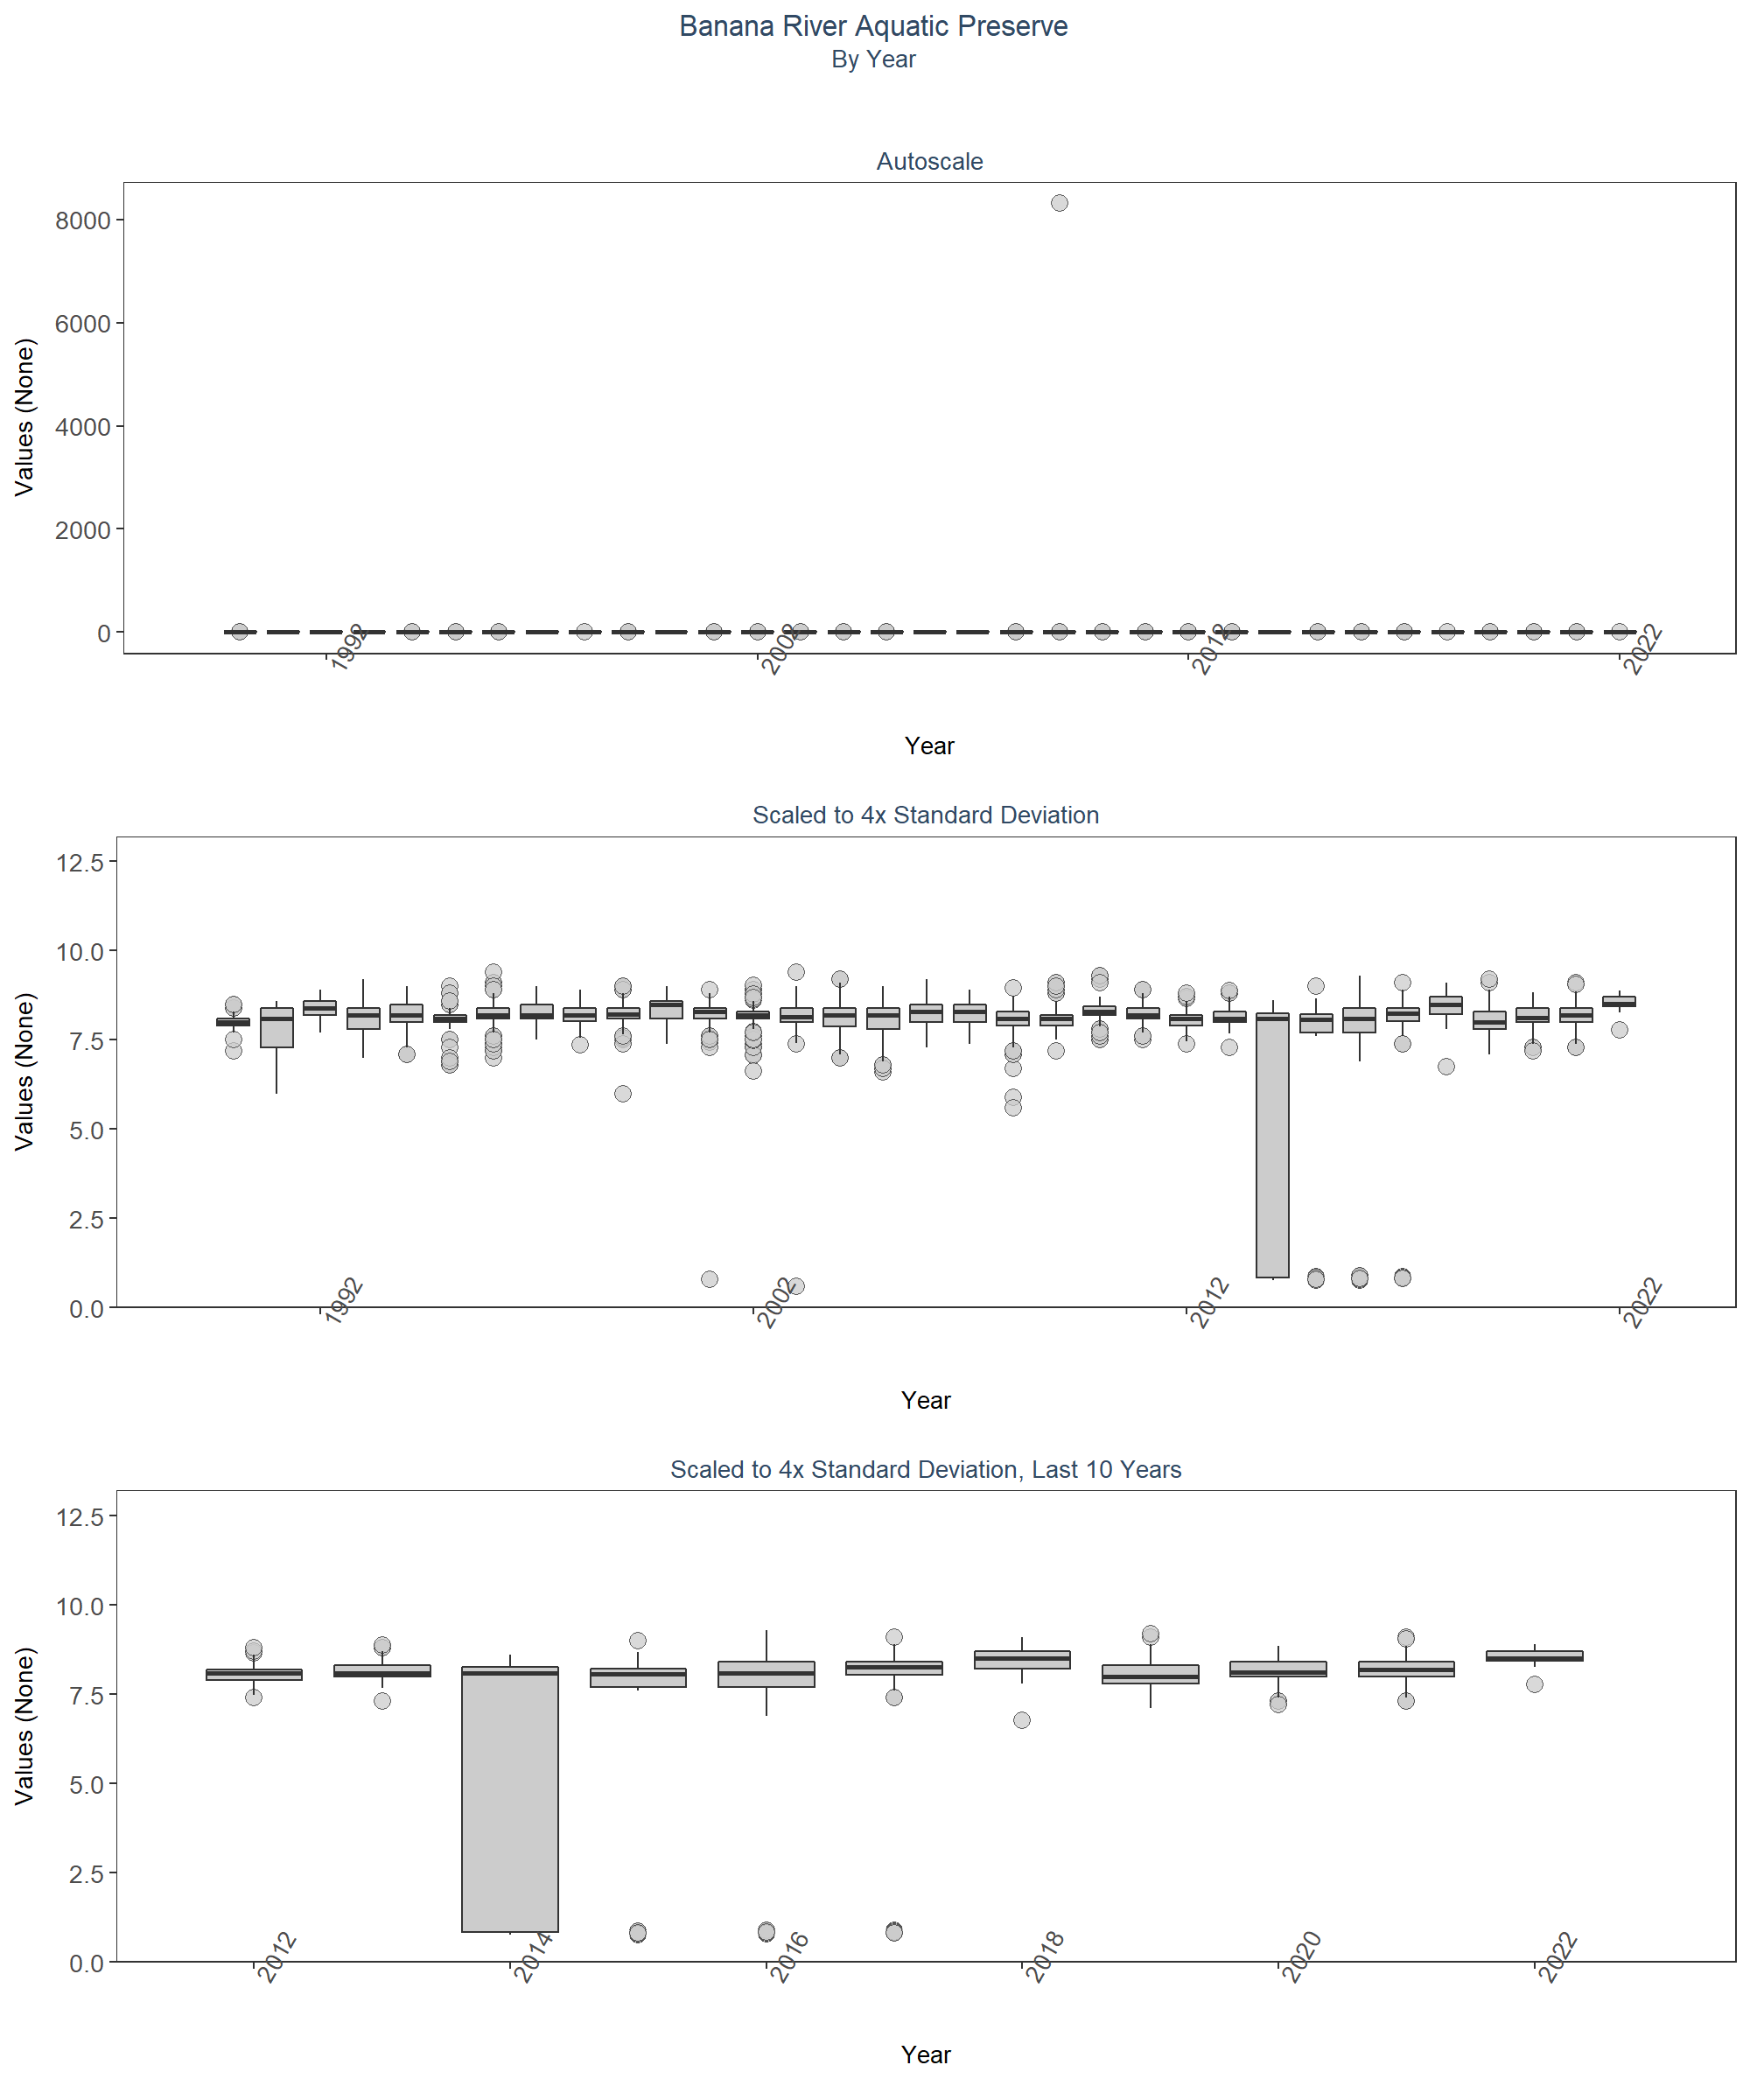 Banana River Aquatic Preserve
By Year
Autoscale
Values (None)
8000
6000
4000
2000
0
1992
2002
2012
2022
Year
Scaled to 4x Standard Deviation
Values (None)
12.5
10.0
7.5
5.0
2.5
0.0
1992
2002
2012
2022
Year
Scaled to 4x Standard Deviation, Last 10 Years
Values (None)
12.5
10.0
7.5
5.0
2.5
0.0
2012
2014
2016
2018
2020
2022
Year